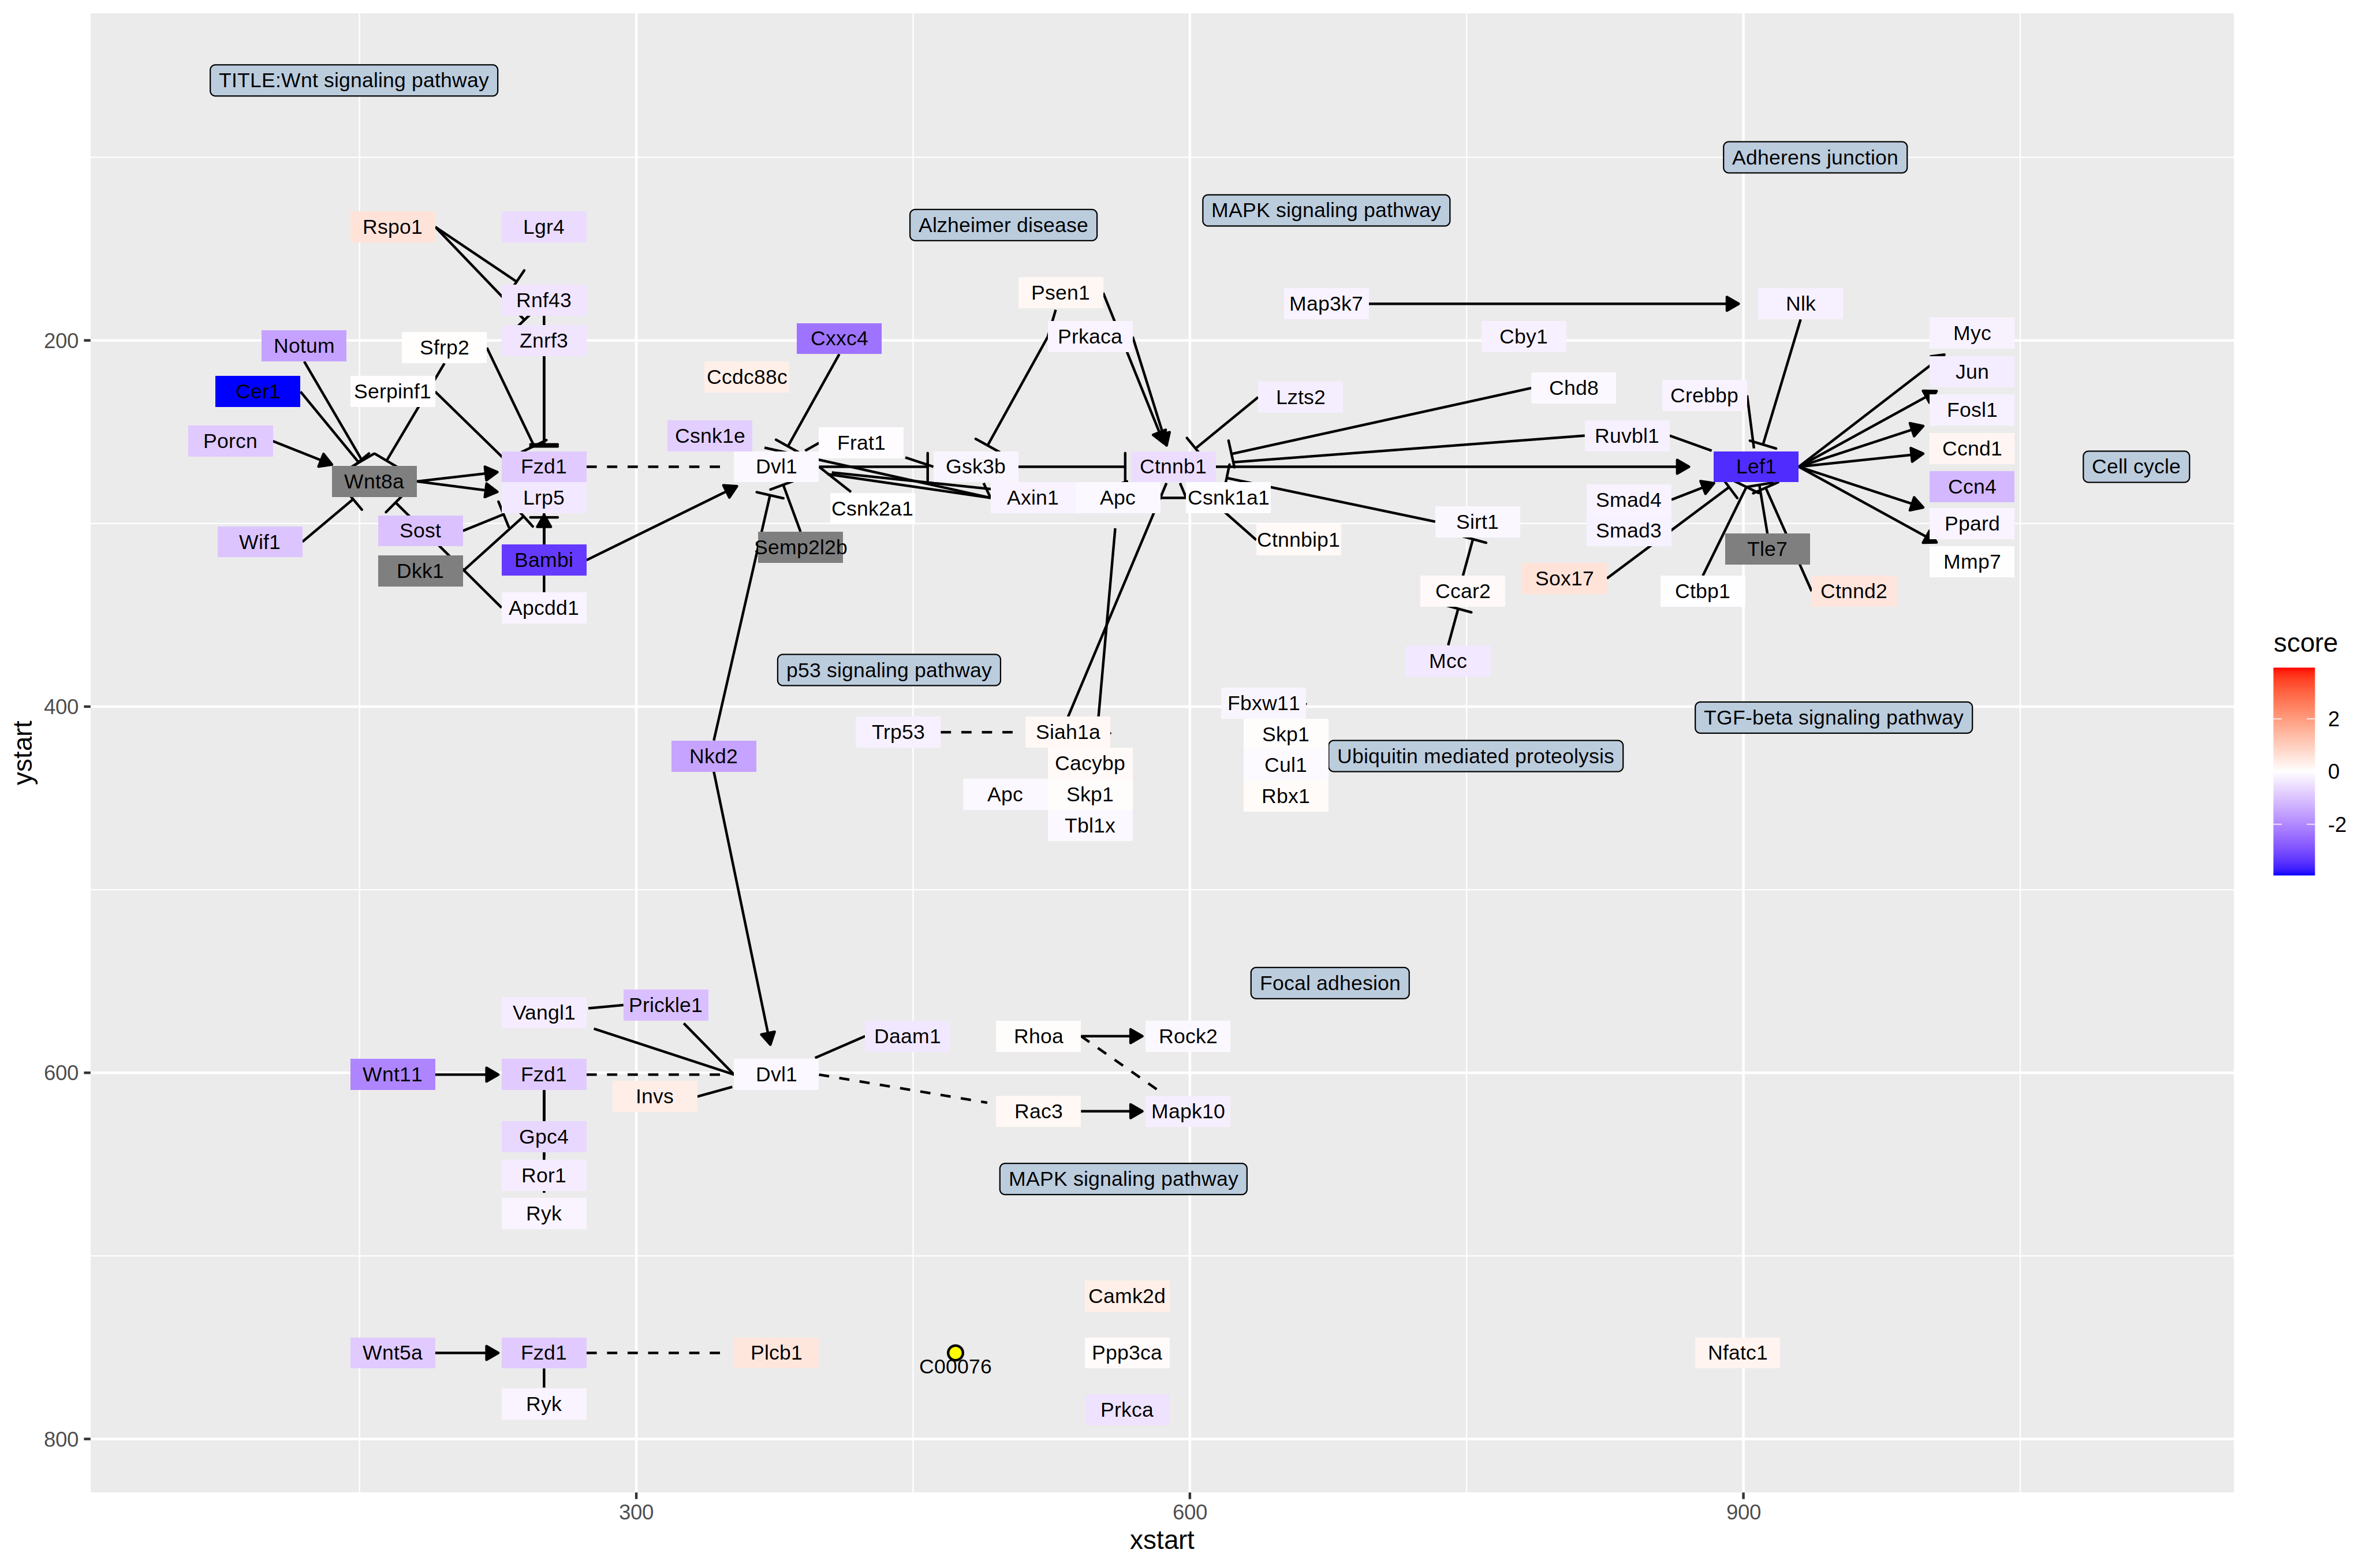 TITLE:Wnt signaling pathway
Adherens junction
MAPK signaling pathway
Alzheimer disease
Rspo1
Lgr4
Psen1
Rnf43
Map3k7
Nlk
200
Notum
Sfrp2
Znrf3
Cxxc4
Prkaca
Cby1
Myc
Cer1
Serpinf1
Ccdc88c
Lzts2
Chd8
Crebbp
Jun
Fosl1
Porcn
Csnk1e
Frat1
Ruvbl1
Ccnd1
Wnt8a
Fzd1
Dvl1
Gsk3b
Ctnnb1
Lef1
Cell cycle
Lrp5
Csnk2a1
Axin1
Apc
Csnk1a1
Smad4
Ccn4
Wif1
Sost
Sirt1
Smad3
Ppard
Dkk1
Bambi
Semp2l2b
Ctnnbip1
Tle7
Mmp7
Apcdd1
Ccar2
Sox17
Ctbp1
Ctnnd2
p53 signaling pathway
Mcc
400
Trp53
Siah1a
Fbxw11
Skp1
TGF-beta signaling pathway
Nkd2
Cacybp
Cul1
Ubiquitin mediated proteolysis
Apc
Skp1
Rbx1
Tbl1x
Focal adhesion
Vangl1
Prickle1
Daam1
Rhoa
Rock2
600
Wnt11
Fzd1
Invs
Dvl1
Rac3
Mapk10
Gpc4
Ror1
MAPK signaling pathway
Ryk
Camk2d
Wnt5a
Fzd1
Plcb1
C00076
Ppp3ca
Nfatc1
Ryk
Prkca
800
300
600
900
xstart
ystart
score
2
0
-2